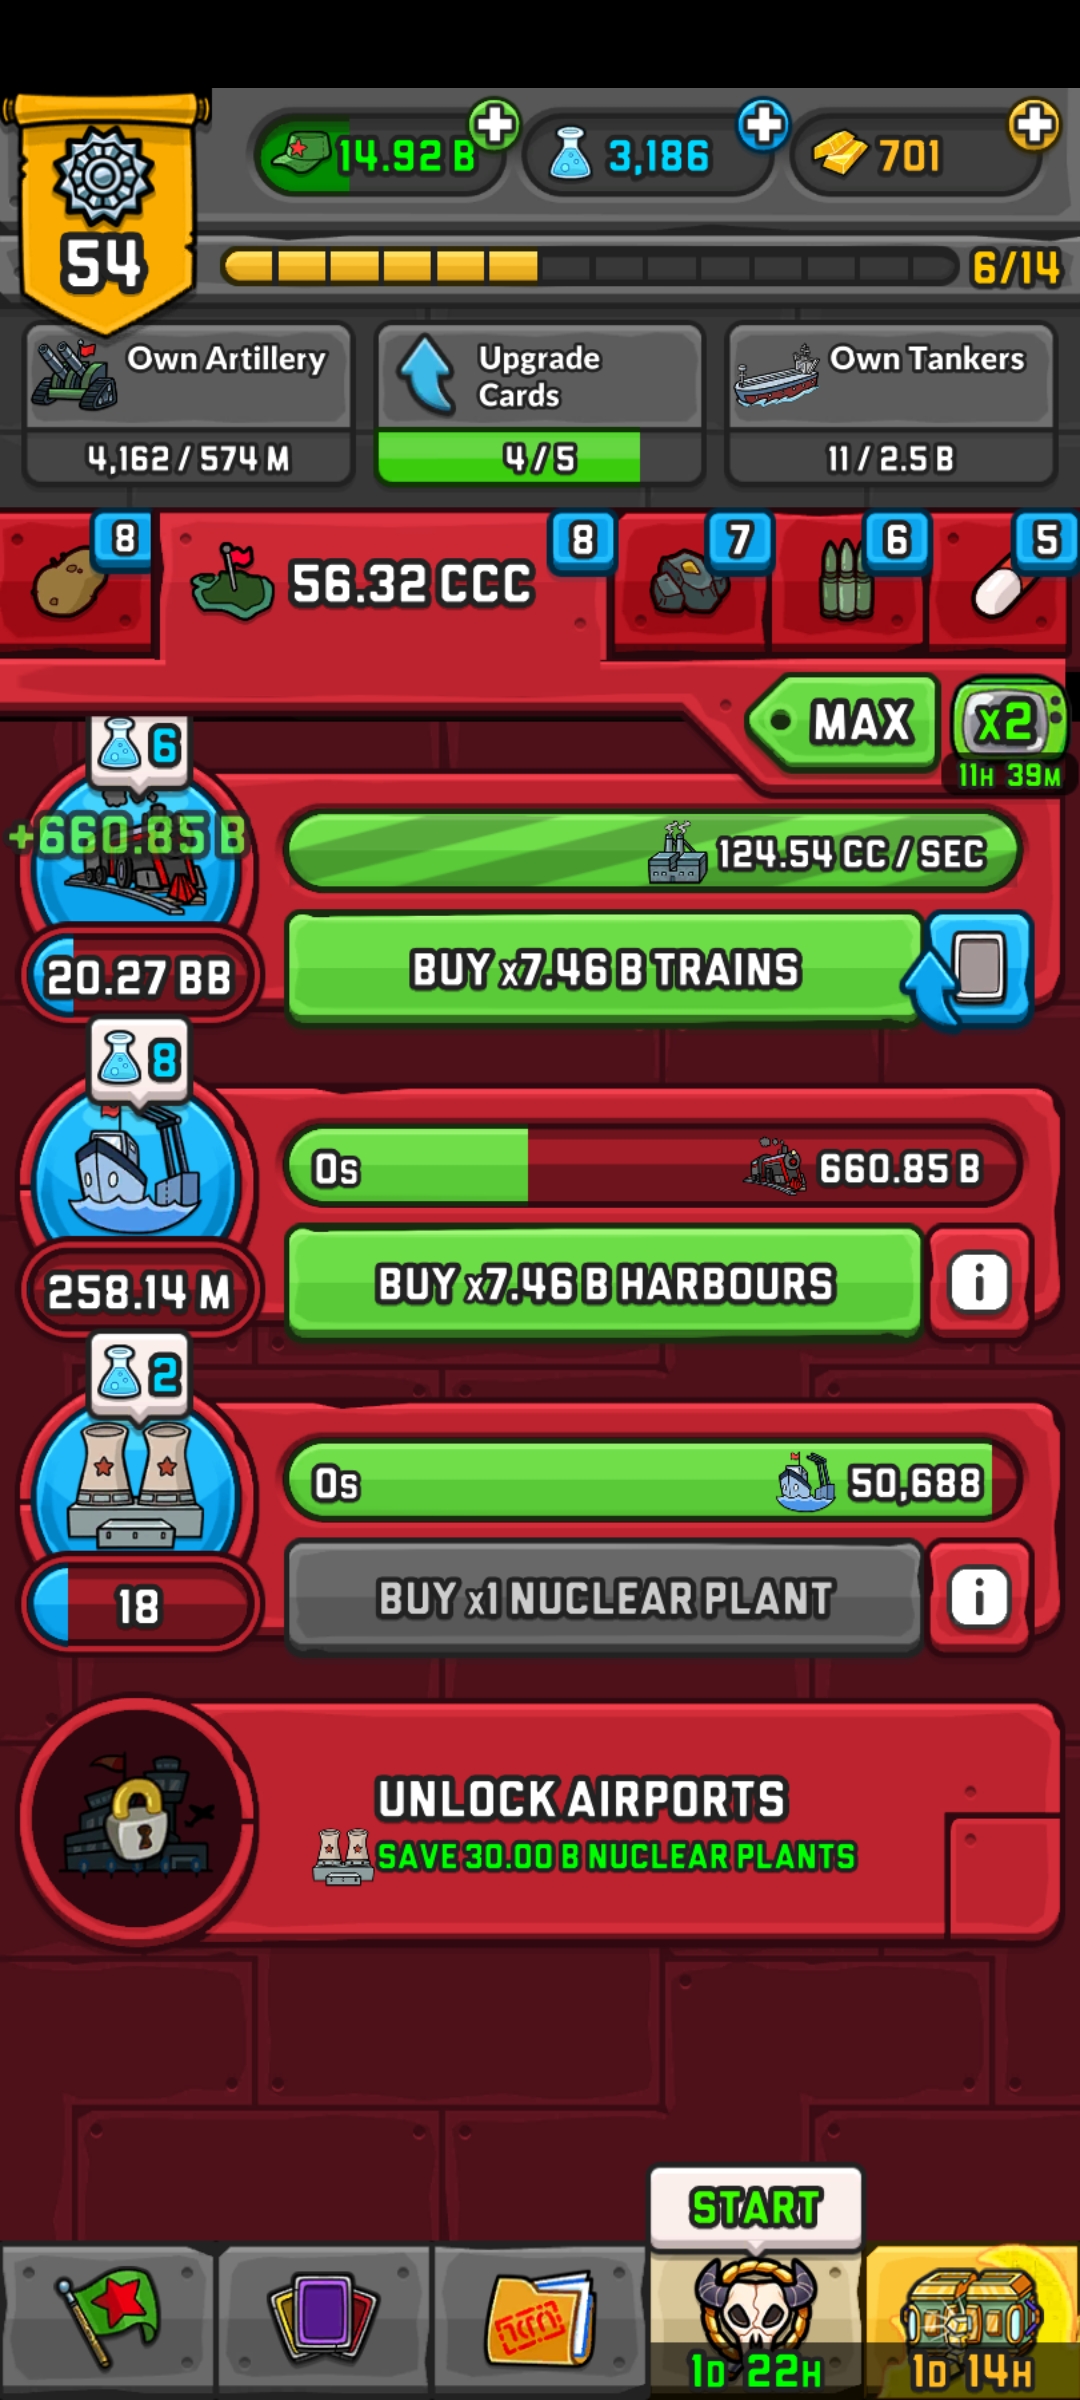 54
14.92 B
3,186
701
6/14
Own Artillery
4,162 / 574 M
Upgrade
Cards
4 / 5
Own Tankers
11 / 2.5 B
8
56.32 CCC
8
7
6
5
MAX
x2
11H 39M
6
+660.85 B
124.54 CC / SEC
20.27 BB
BUY x7.46 B TRAINS
8
0s
660.85 B
258.14 M
BUY x7.46 B HARBOURS
i
2
0s
50,688
18
BUY x1 NUCLEAR PLANT
i
UNLOCK AIRPORTS
SAVE 30.00 B NUCLEAR PLANTS
START
1D 22H
1D 14H